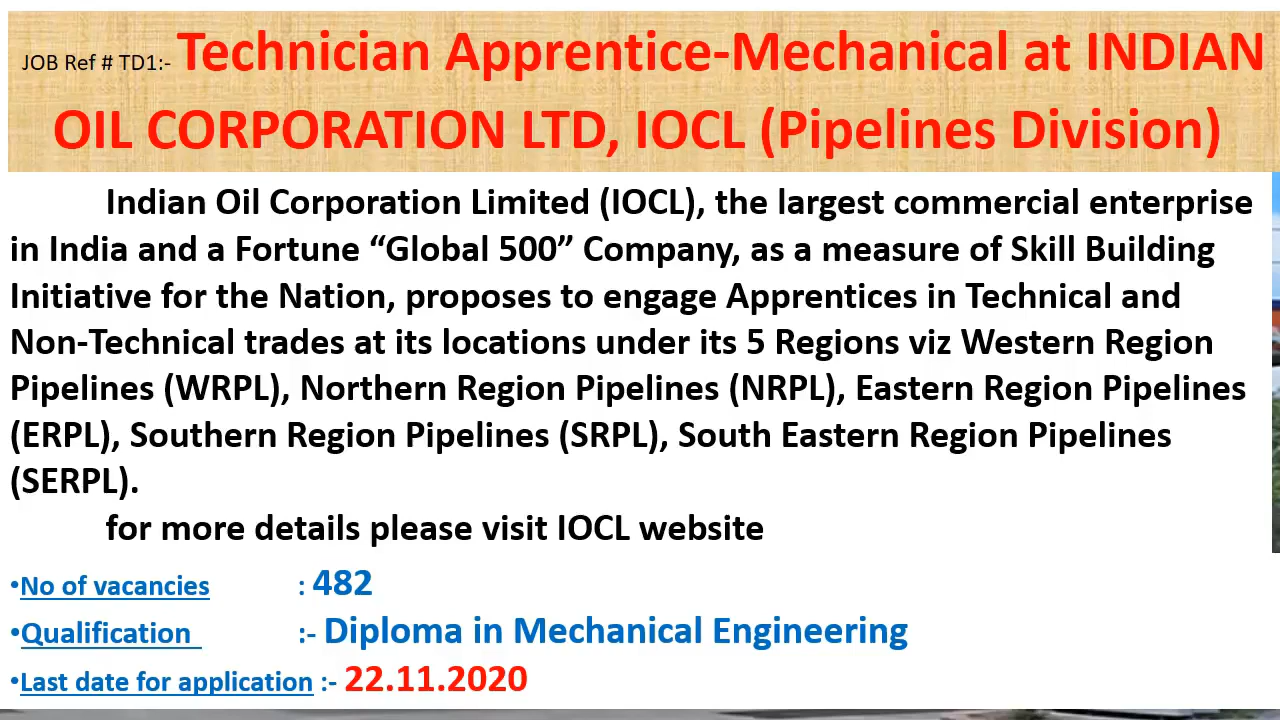 JOB Ref # TD1:- Technician Apprentice-Mechanical at INDIAN
OIL CORPORATION LTD, IOCL (Pipelines Division)
Indian Oil Corporation Limited (IOCL), the largest commercial enterprise
in India and a Fortune “Global 500” Company, as a measure of Skill Building
Initiative for the Nation, proposes to engage Apprentices in Technical and
Non-Technical trades at its locations under its 5 Regions viz Western Region
Pipelines (WRPL), Northern Region Pipelines (NRPL), Eastern Region Pipelines
(ERPL), Southern Region Pipelines (SRPL), South Eastern Region Pipelines
(SERPL).
for more details please visit IOCL website
•No of vacancies : 482
•Qualification :- Diploma in Mechanical Engineering
•Last date for application :- 22.11.2020